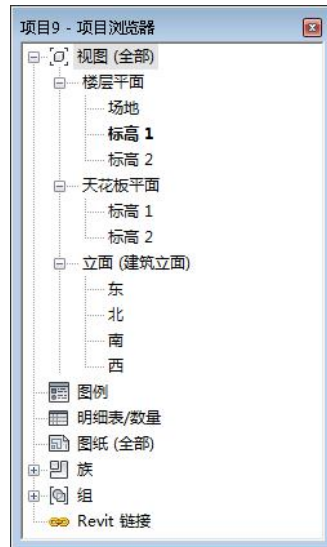 项目9 - 项目浏览器
视图 (全部)
楼层平面
场地
标高 1
标高 2
天花板平面
标高 1
标高 2
立面 (建筑立面)
东
北
南
西
图例
明细表/数量
图纸 (全部)
族
组
Revit 链接